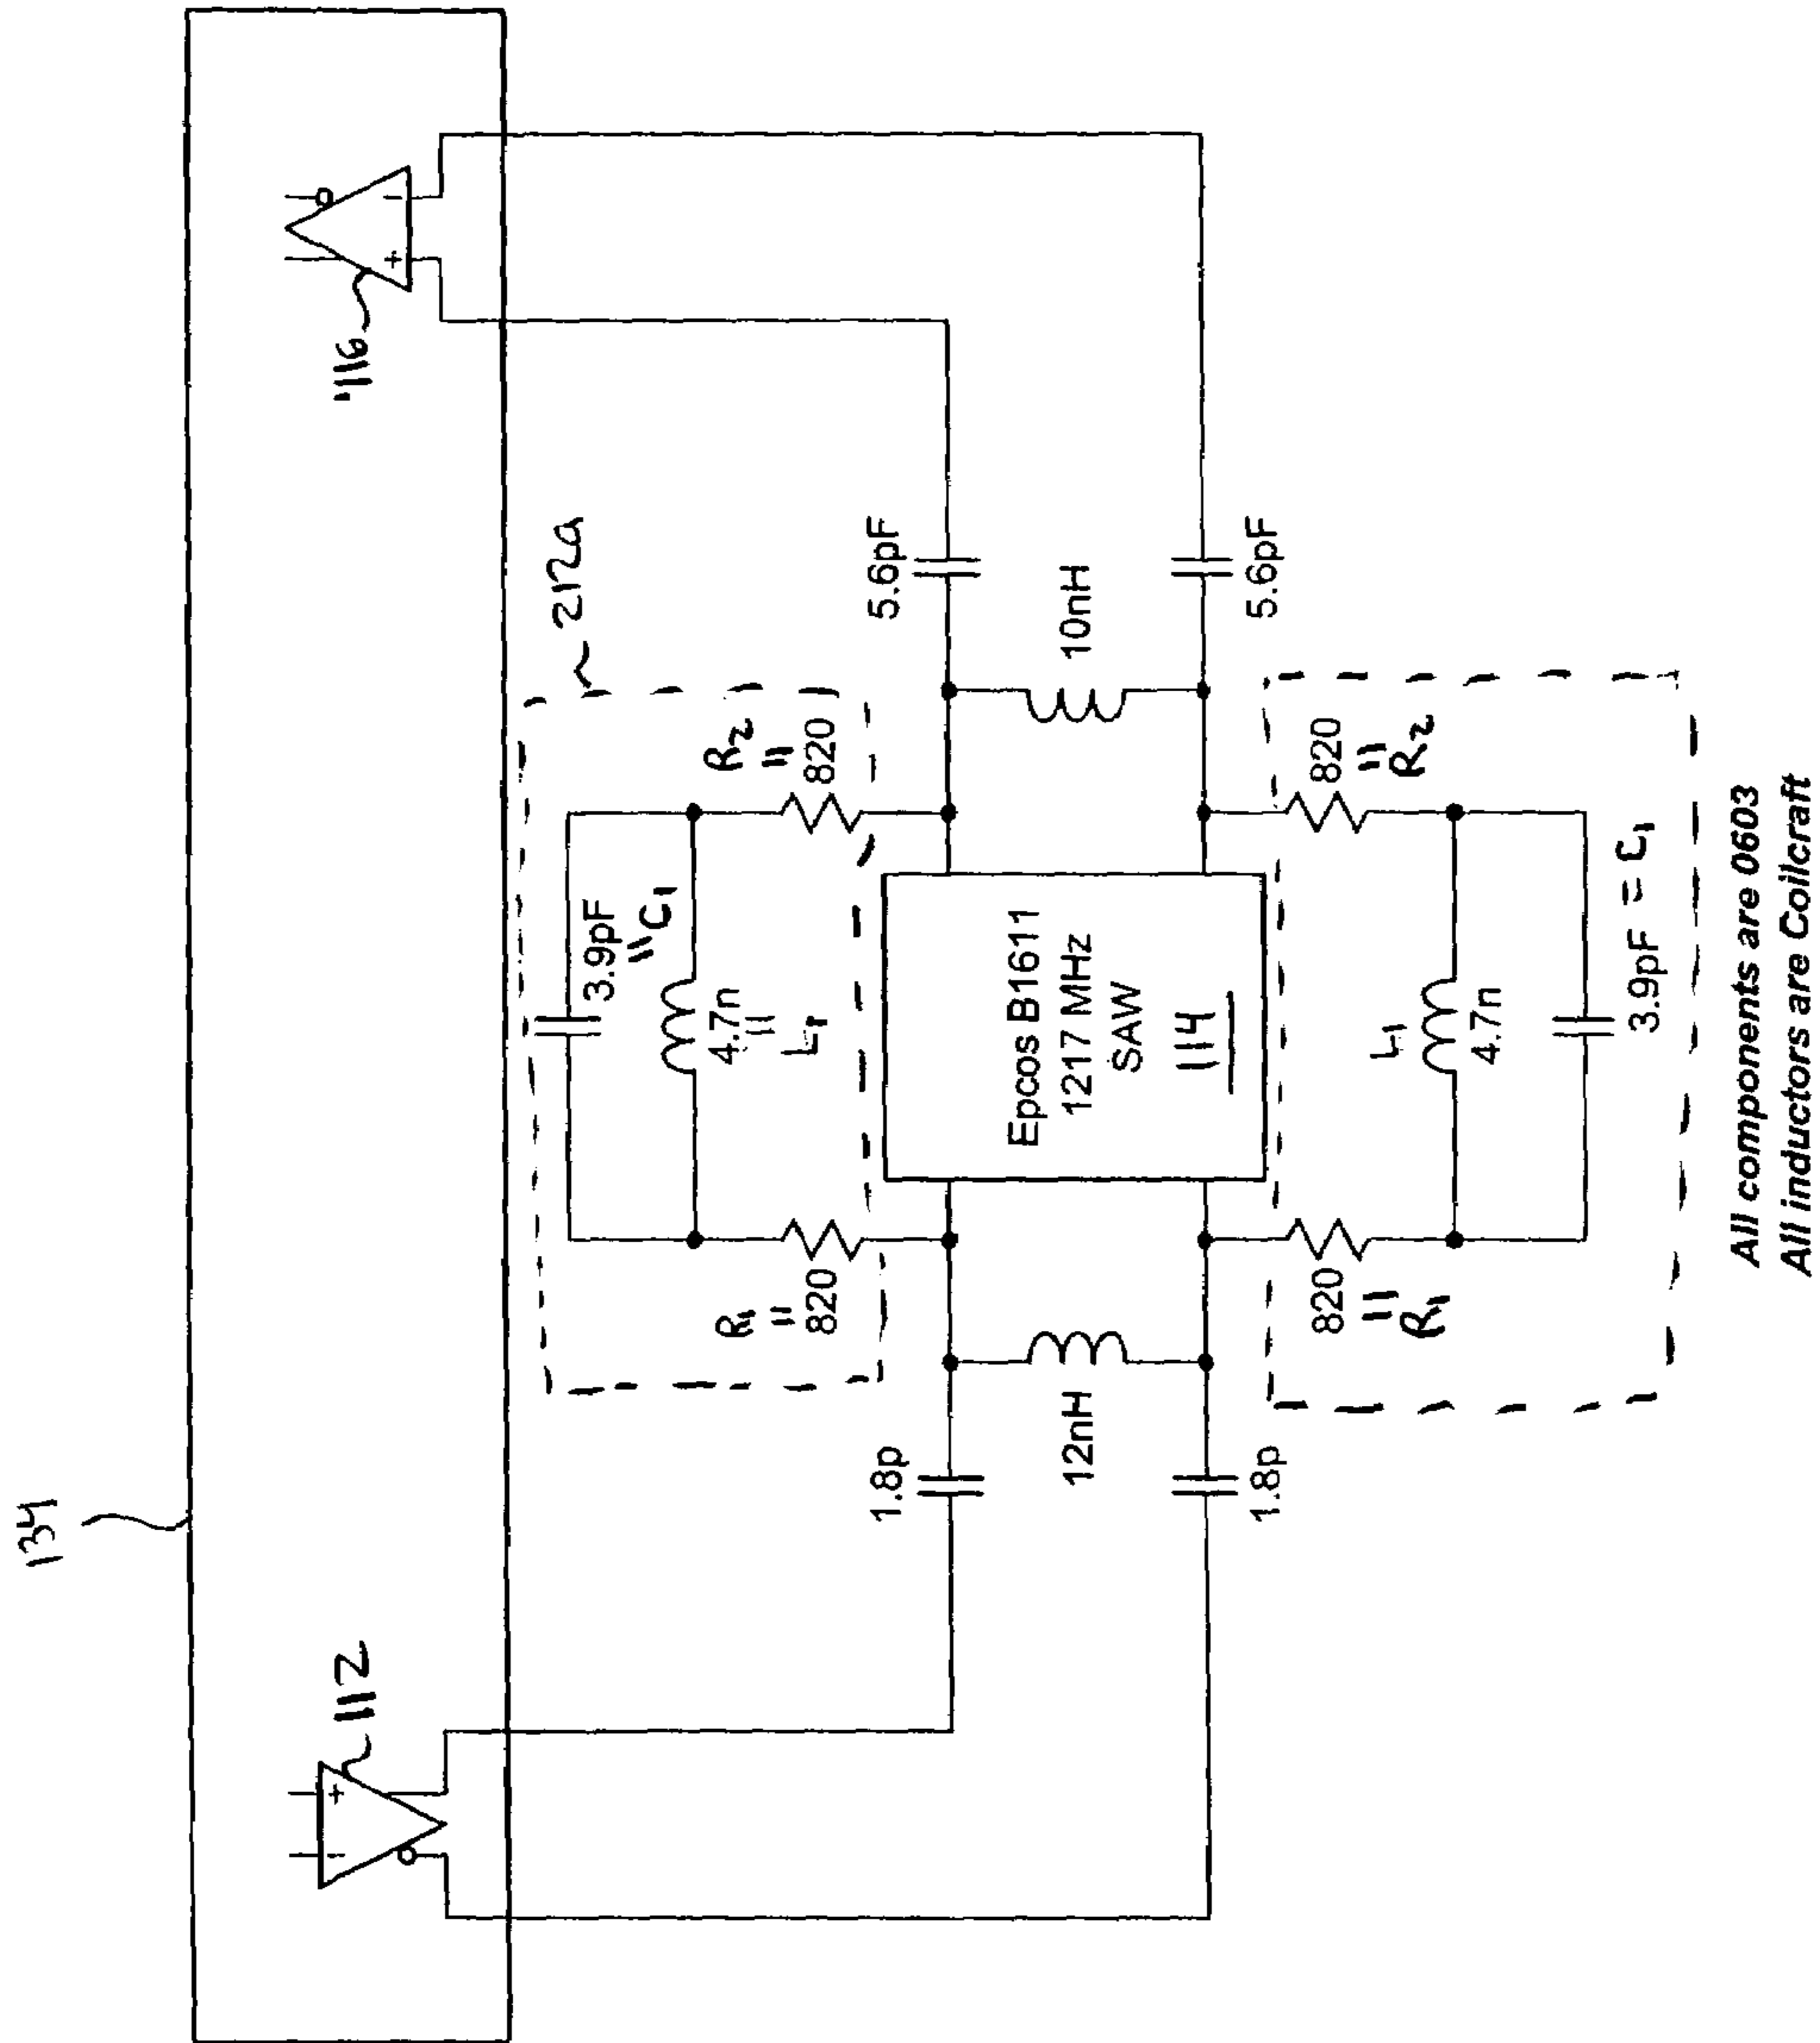 134
112
116
212a
3.9pF
" C1
4.7n
"
L1
R1
"
820
R2
"
820
1.8p
5.6pF
12nH
Epcos B1611
1217 MHz
SAW
114
10nH
1.8p
5.6pF
820
"
R1
820
"
R2
L1
4.7n
3.9pF = C1
All components are 0603
All inductors are Coilcraft
+
-
+
-